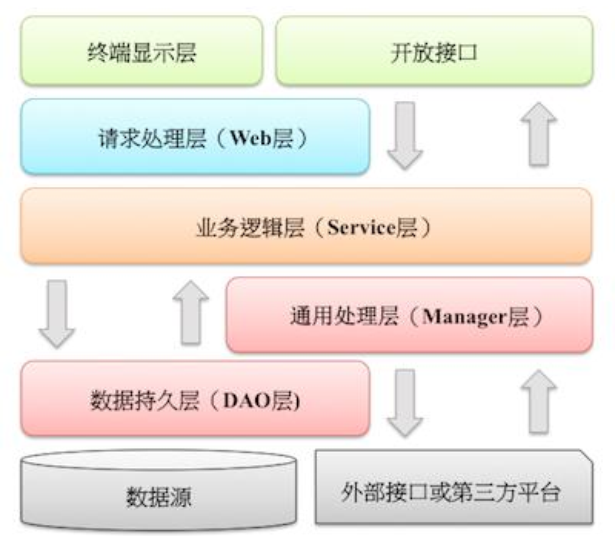 终端显示层
开放接口
请求处理层（Web层）
业务逻辑层（Service层）
通用处理层（Manager层）
数据持久层（DAO层)
数据源
外部接口或第三方平台